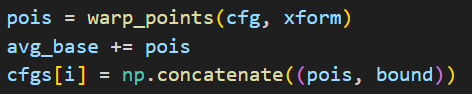 pois = warp_points(cfg, xform)
avg_base += pois
cfgs[i] = np.concatenate((pois, bound))